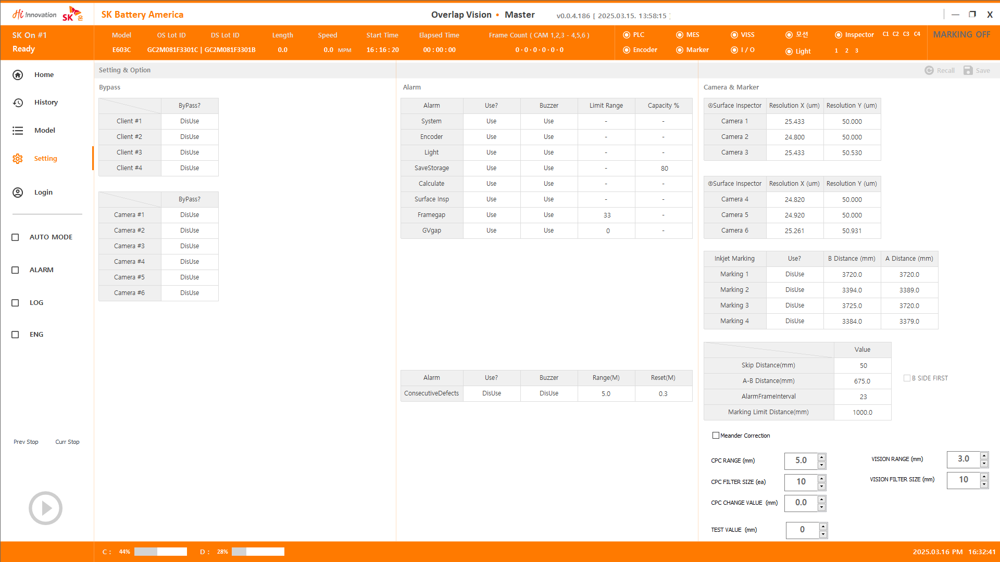 Hi !nnovation SK 온
SK Battery America
Overlap Vision • Master
v0.0.4.186 [ 2025.03.15. 13:58:15 ]
— X
SK On #1
Ready
Model OS Lot ID DS Lot ID Length Speed Start Time Elapsed Time Frame Count ( CAM 1,2,3 - 4,5,6 )
E603C GC2M081F3301C | GC2M081F3301B 0.0 0.0 MPM 16 : 16 : 20 00 : 00 : 00 0 · 0 · 0 · 0 · 0 · 0
PLC MES VISS 모션 Inspector C1 C2 C3 C4
Encoder Marker I / O Light 1 2 3
MARKING OFF
Home
History
Model
Setting
Login
AUTO MODE
ALARM
LOG
ENG
Prev Stop Curr Stop
Setting & Option
Recall Save
Bypass
ByPass?
Client #1 DisUse
Client #2 DisUse
Client #3 DisUse
Client #4 DisUse
ByPass?
Camera #1 DisUse
Camera #2 DisUse
Camera #3 DisUse
Camera #4 DisUse
Camera #5 DisUse
Camera #6 DisUse
Alarm
Alarm Use? Buzzer Limit Range Capacity %
System Use Use - -
Encoder Use Use - -
Light Use Use - -
SaveStorage Use Use - 80
Calculate Use Use - -
Surface Insp Use Use - -
Framegap Use Use 33 -
GVgap Use Use 0 -
Alarm Use? Buzzer Range(M) Reset(M)
ConsecutiveDefects DisUse DisUse 5.0 0.3
Camera & Marker
ⒶSurface Inspector Resolution X (um) Resolution Y (um)
Camera 1 25.433 50.000
Camera 2 24.800 50.000
Camera 3 25.433 50.530
ⒷSurface Inspector Resolution X (um) Resolution Y (um)
Camera 4 24.820 50.000
Camera 5 24.920 50.000
Camera 6 25.261 50.931
Inkjet Marking Use? B Distance (mm) A Distance (mm)
Marking 1 DisUse 3720.0 3720.0
Marking 2 DisUse 3394.0 3389.0
Marking 3 DisUse 3725.0 3720.0
Marking 4 DisUse 3384.0 3379.0
Value
Skip Distance(mm) 50
A-B Distance(mm) 675.0
AlarmFrameInterval 23
Marking Limit Distance(mm) 1000.0
B SIDE FIRST
Meander Correction
CPC RANGE (mm) 5.0
VISION RANGE (mm) 3.0
CPC FILTER SIZE (ea) 10
VISION FILTER SIZE (mm) 10
CPC CHANGE VALUE (mm) 0.0
TEST VALUE (mm) 0
C : 44% D : 28%
2025.03.16 PM 16:32:41